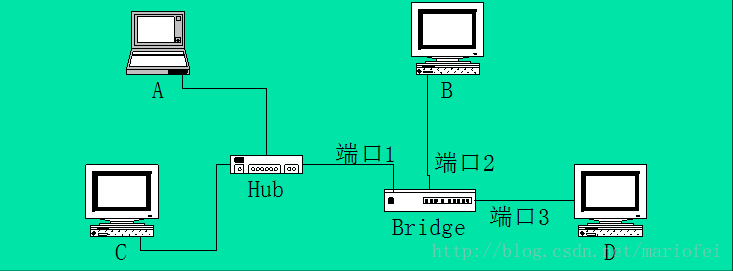 A
B
端口1
端口2
Hub
Bridge
端口3
C
D
http://blog.csdn.net/mariofei